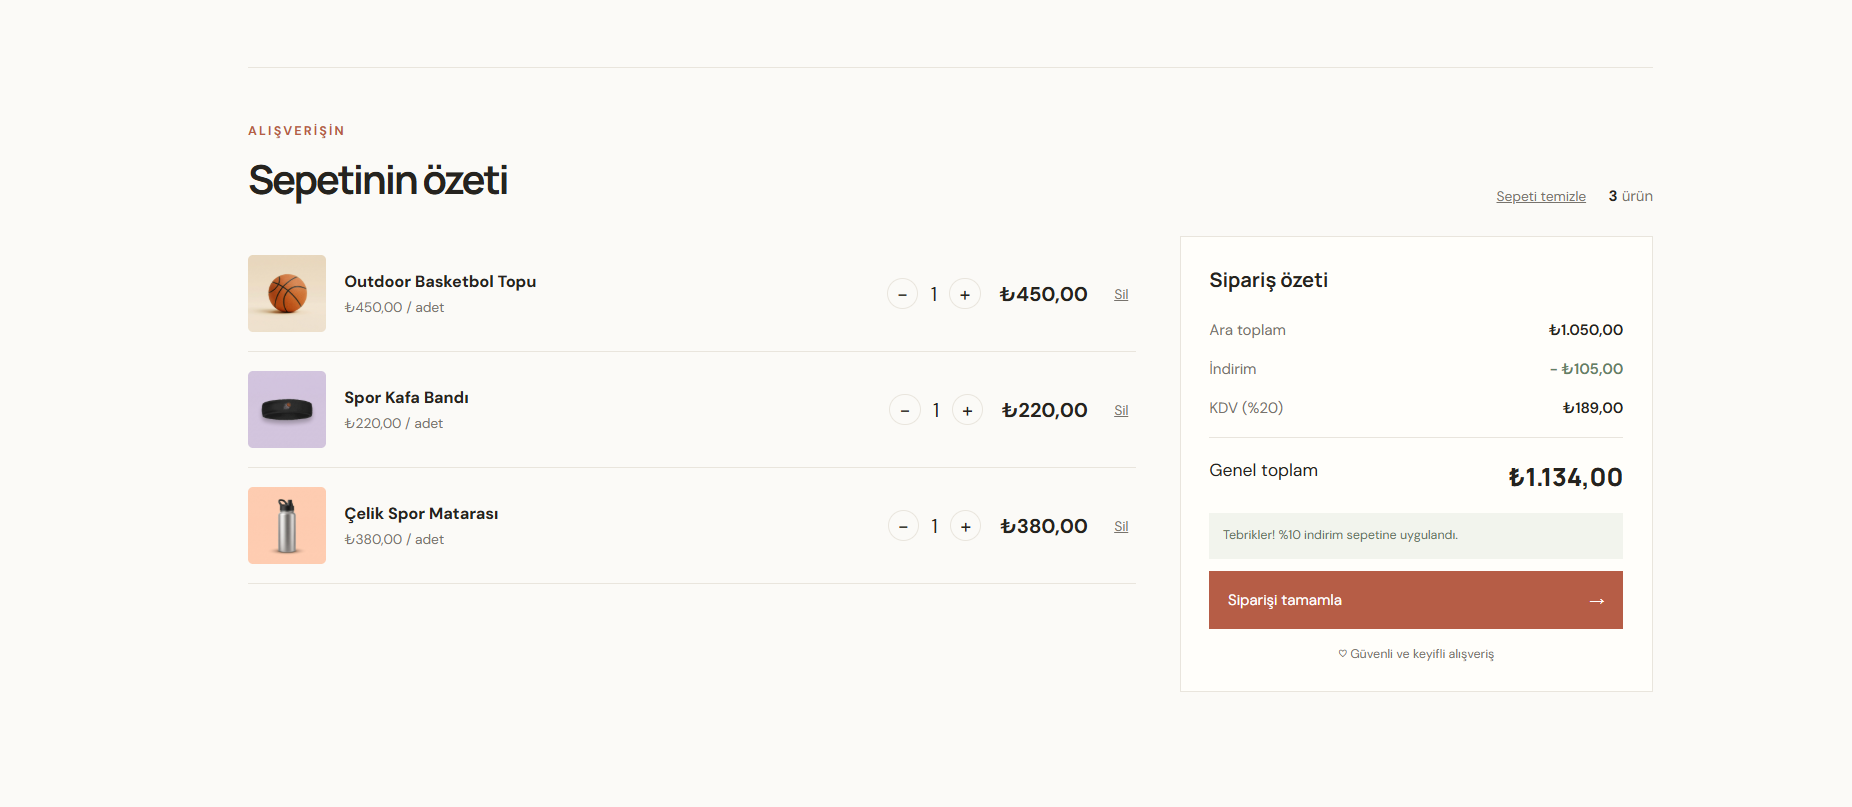 ALIŞVERİŞİN
Sepetinin özeti
Sepeti temizle 3 ürün
Outdoor Basketbol Topu
₺450,00 / adet
− 1 + ₺450,00 Sil
Spor Kafa Bandı
₺220,00 / adet
− 1 + ₺220,00 Sil
Çelik Spor Matarası
₺380,00 / adet
− 1 + ₺380,00 Sil
Sipariş özeti
Ara toplam ₺1.050,00
İndirim - ₺105,00
KDV (%20) ₺189,00
Genel toplam ₺1.134,00
Tebrikler! %10 indirim sepetine uygulandı.
Siparişi tamamla →
♡ Güvenli ve keyifli alışveriş